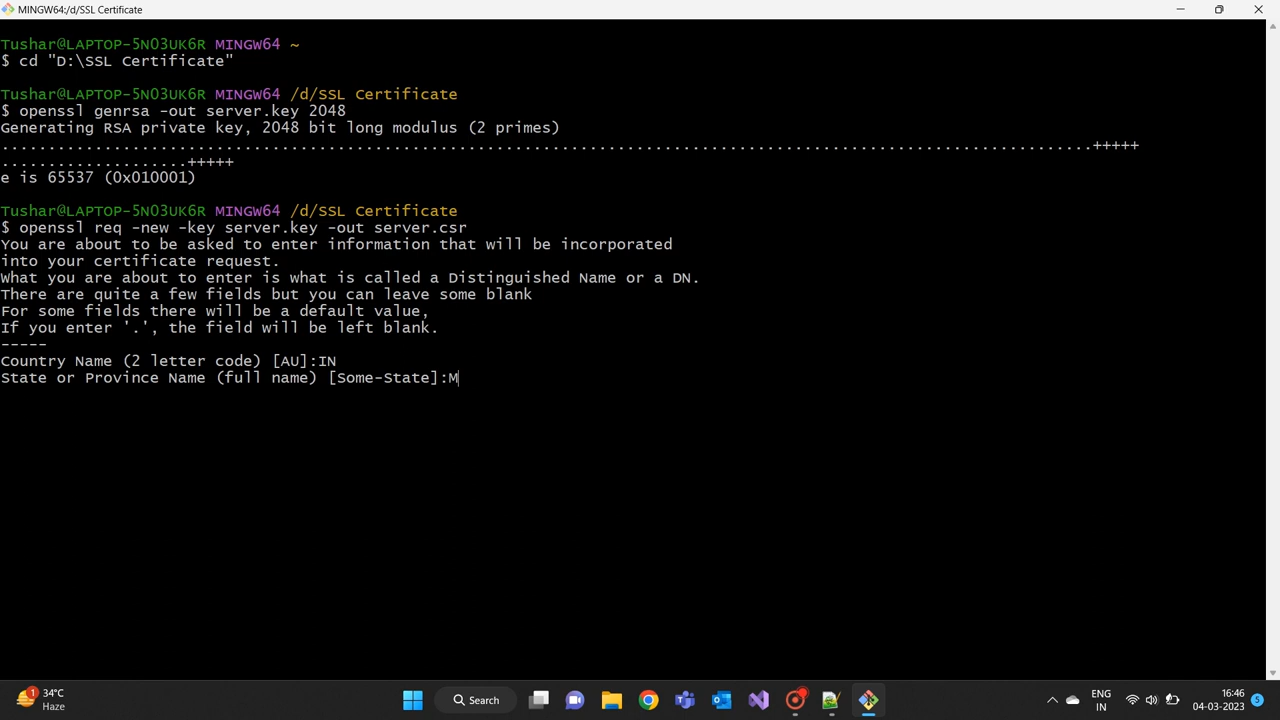 MINGW64:/d/SSL Certificate
Tushar@LAPTOP-5N03UK6R MINGW64 ~
$ cd "D:\SSL Certificate"
Tushar@LAPTOP-5N03UK6R MINGW64 /d/SSL Certificate
$ openssl genrsa -out server.key 2048
Generating RSA private key, 2048 bit long modulus (2 primes)
.....................................................................................................................+++++
....................+++++
e is 65537 (0x010001)
Tushar@LAPTOP-5N03UK6R MINGW64 /d/SSL Certificate
$ openssl req -new -key server.key -out server.csr
You are about to be asked to enter information that will be incorporated
into your certificate request.
What you are about to enter is what is called a Distinguished Name or a DN.
There are quite a few fields but you can leave some blank
For some fields there will be a default value,
If you enter '.', the field will be left blank.
-----
Country Name (2 letter code) [AU]:IN
State or Province Name (full name) [Some-State]:M
1
34°C
Haze
Search
ENG
IN
16:46
04-03-2023
5